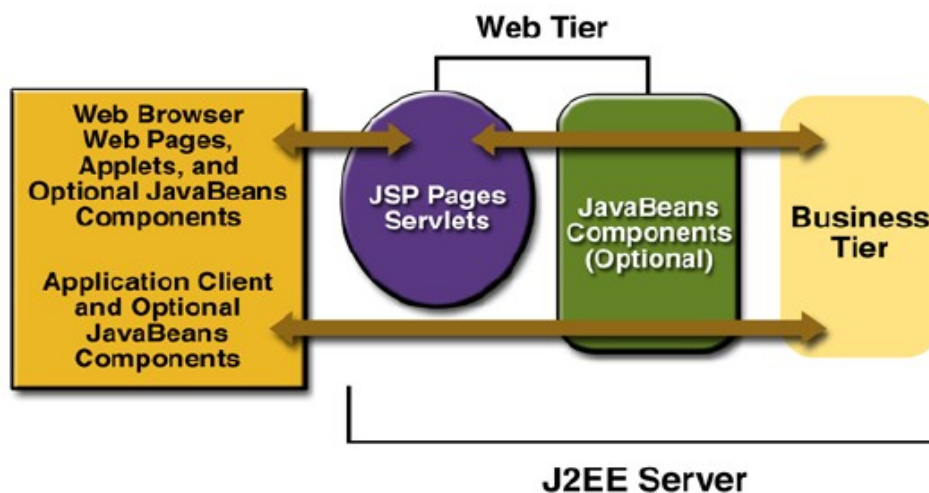 Web Tier
Web Browser
Web Pages,
Applets, and
Optional JavaBeans
Components
Application Client
and Optional
JavaBeans
Components
JSP Pages
Servlets
JavaBeans
Components
(Optional)
Business
Tier
J2EE Server